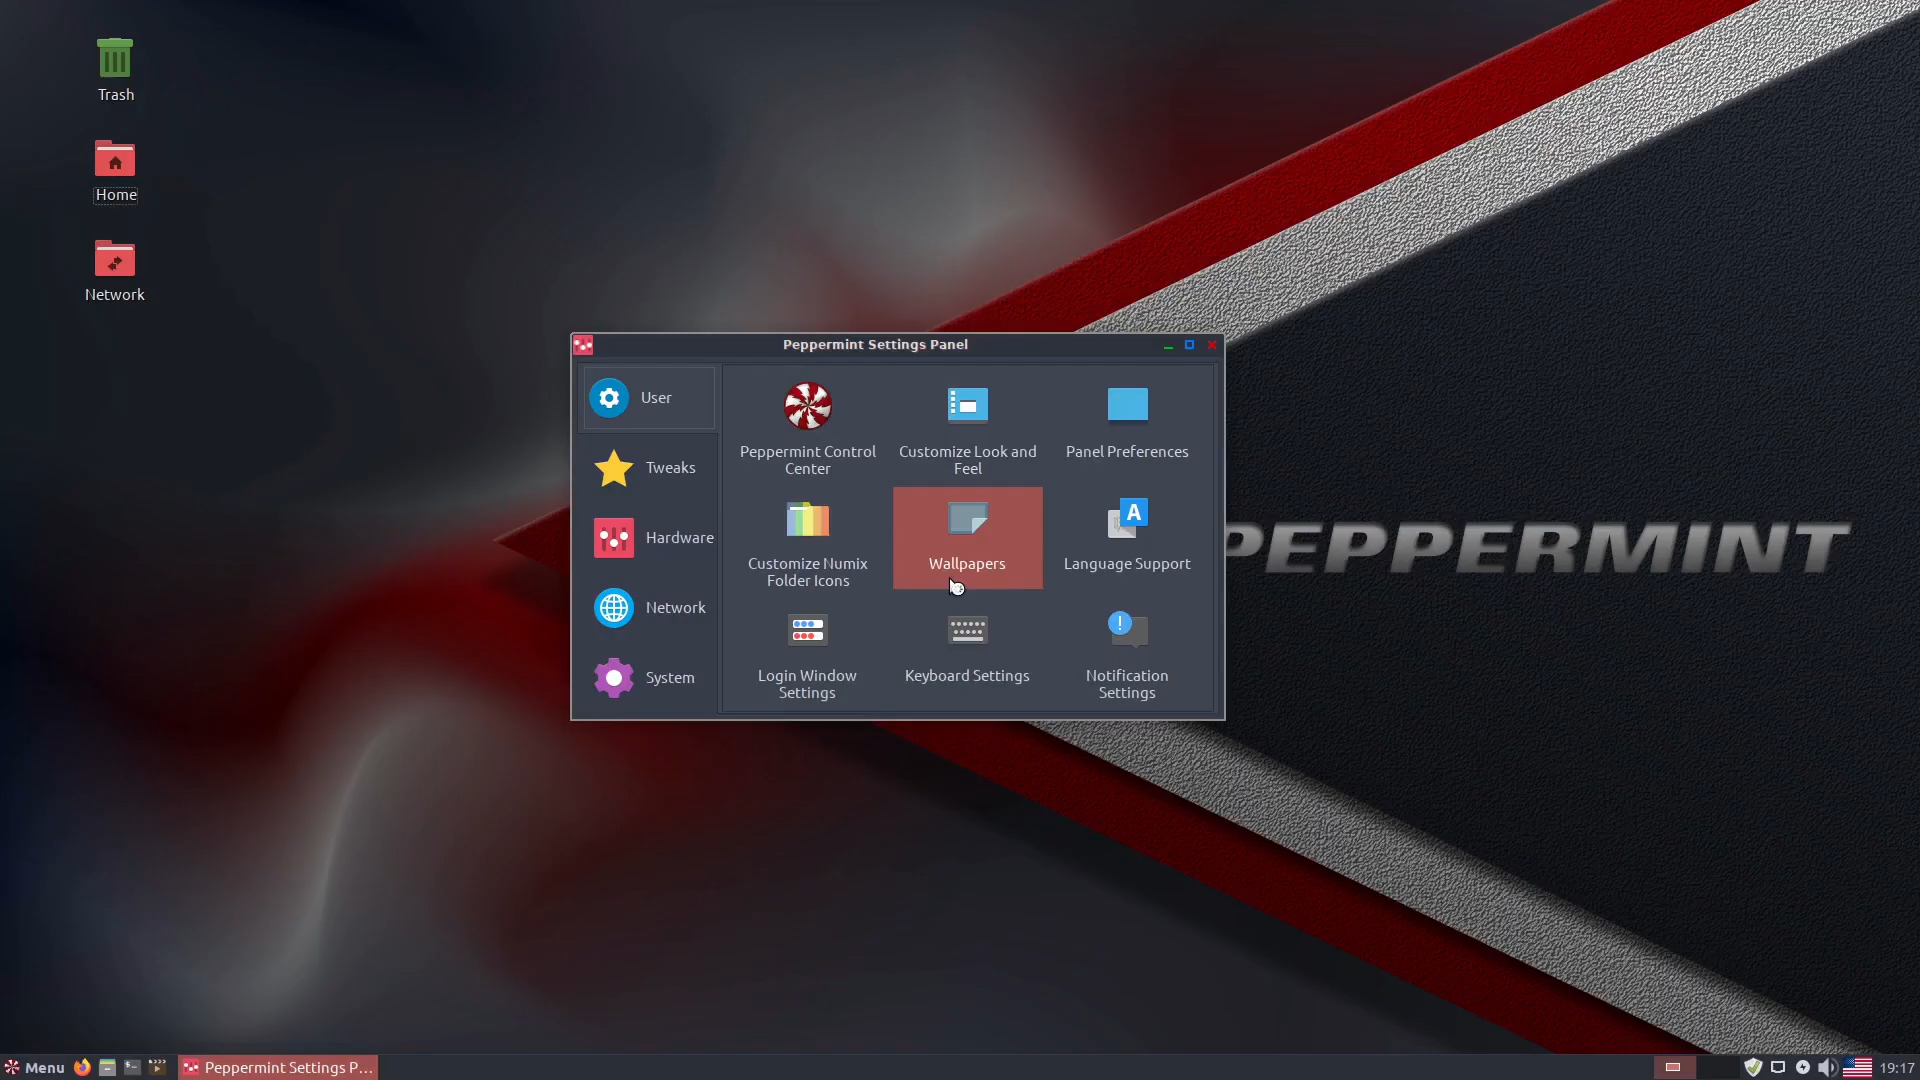 Trash
Home
Network
Peppermint Settings Panel
User
Tweaks
Hardware
Network
System
Peppermint Control
Center
Customize Look and
Feel
Panel Preferences
Customize Numix
Folder Icons
Wallpapers
Language Support
A
Login Window
Settings
Keyboard Settings
Notification
Settings
PEPPERMINT
Menu
Peppermint Settings P...
19:17